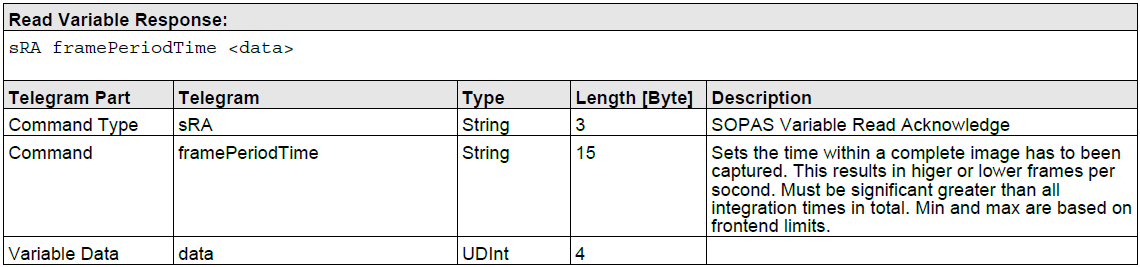 Read Variable Response:
sRA framePeriodTime <data>
Telegram Part Telegram Type Length [Byte] Description
Command Type sRA String 3 SOPAS Variable Read Acknowledge
Command framePeriodTime String 15 Sets the time within a complete image has to been
captured. This results in higer or lower frames per
socond. Must be significant greater than all
integration times in total. Min and max are based on
frontend limits.
Variable Data data UDInt 4